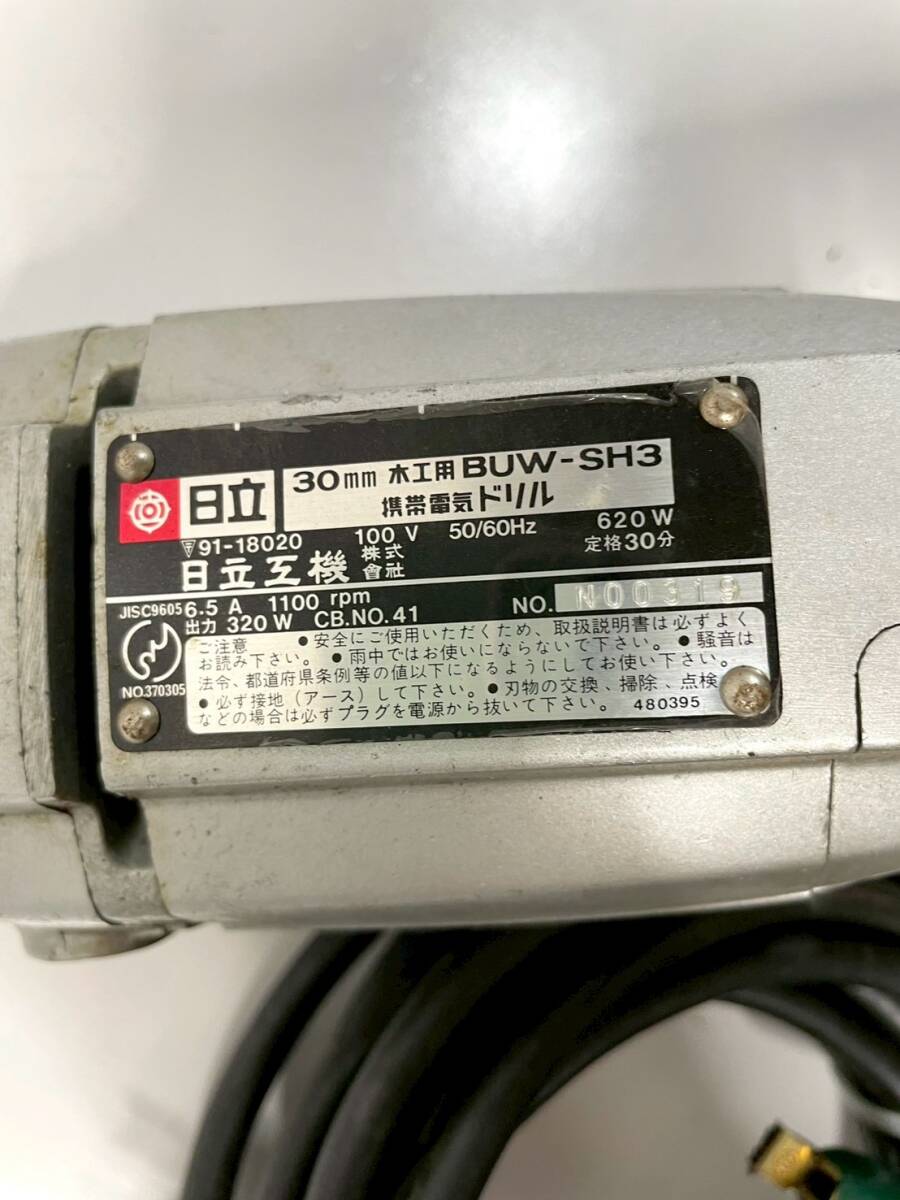 日立
30mm 木工用 BUW-SH3
携帯電気ドリル
〒91-18020 100 V 50/60Hz 620 W
日立工機 株式會社 定格30分
JISC9605 6.5 A 1100 rpm NO. N00319
出力 320 W CB.NO.41
NO.370305
ご注意 ●安全にご使用いただくため、取扱説明書は必ずよく
お読み下さい。●雨中ではお使いにならないで下さい。●騒音は
法令、都道府県条例等の値以下になるようにしてお使い下さい。
●必ず接地(アース)して下さい。●刃物の交換、掃除、点検
などの場合は必ずプラグを電源から抜いて下さい。 480395